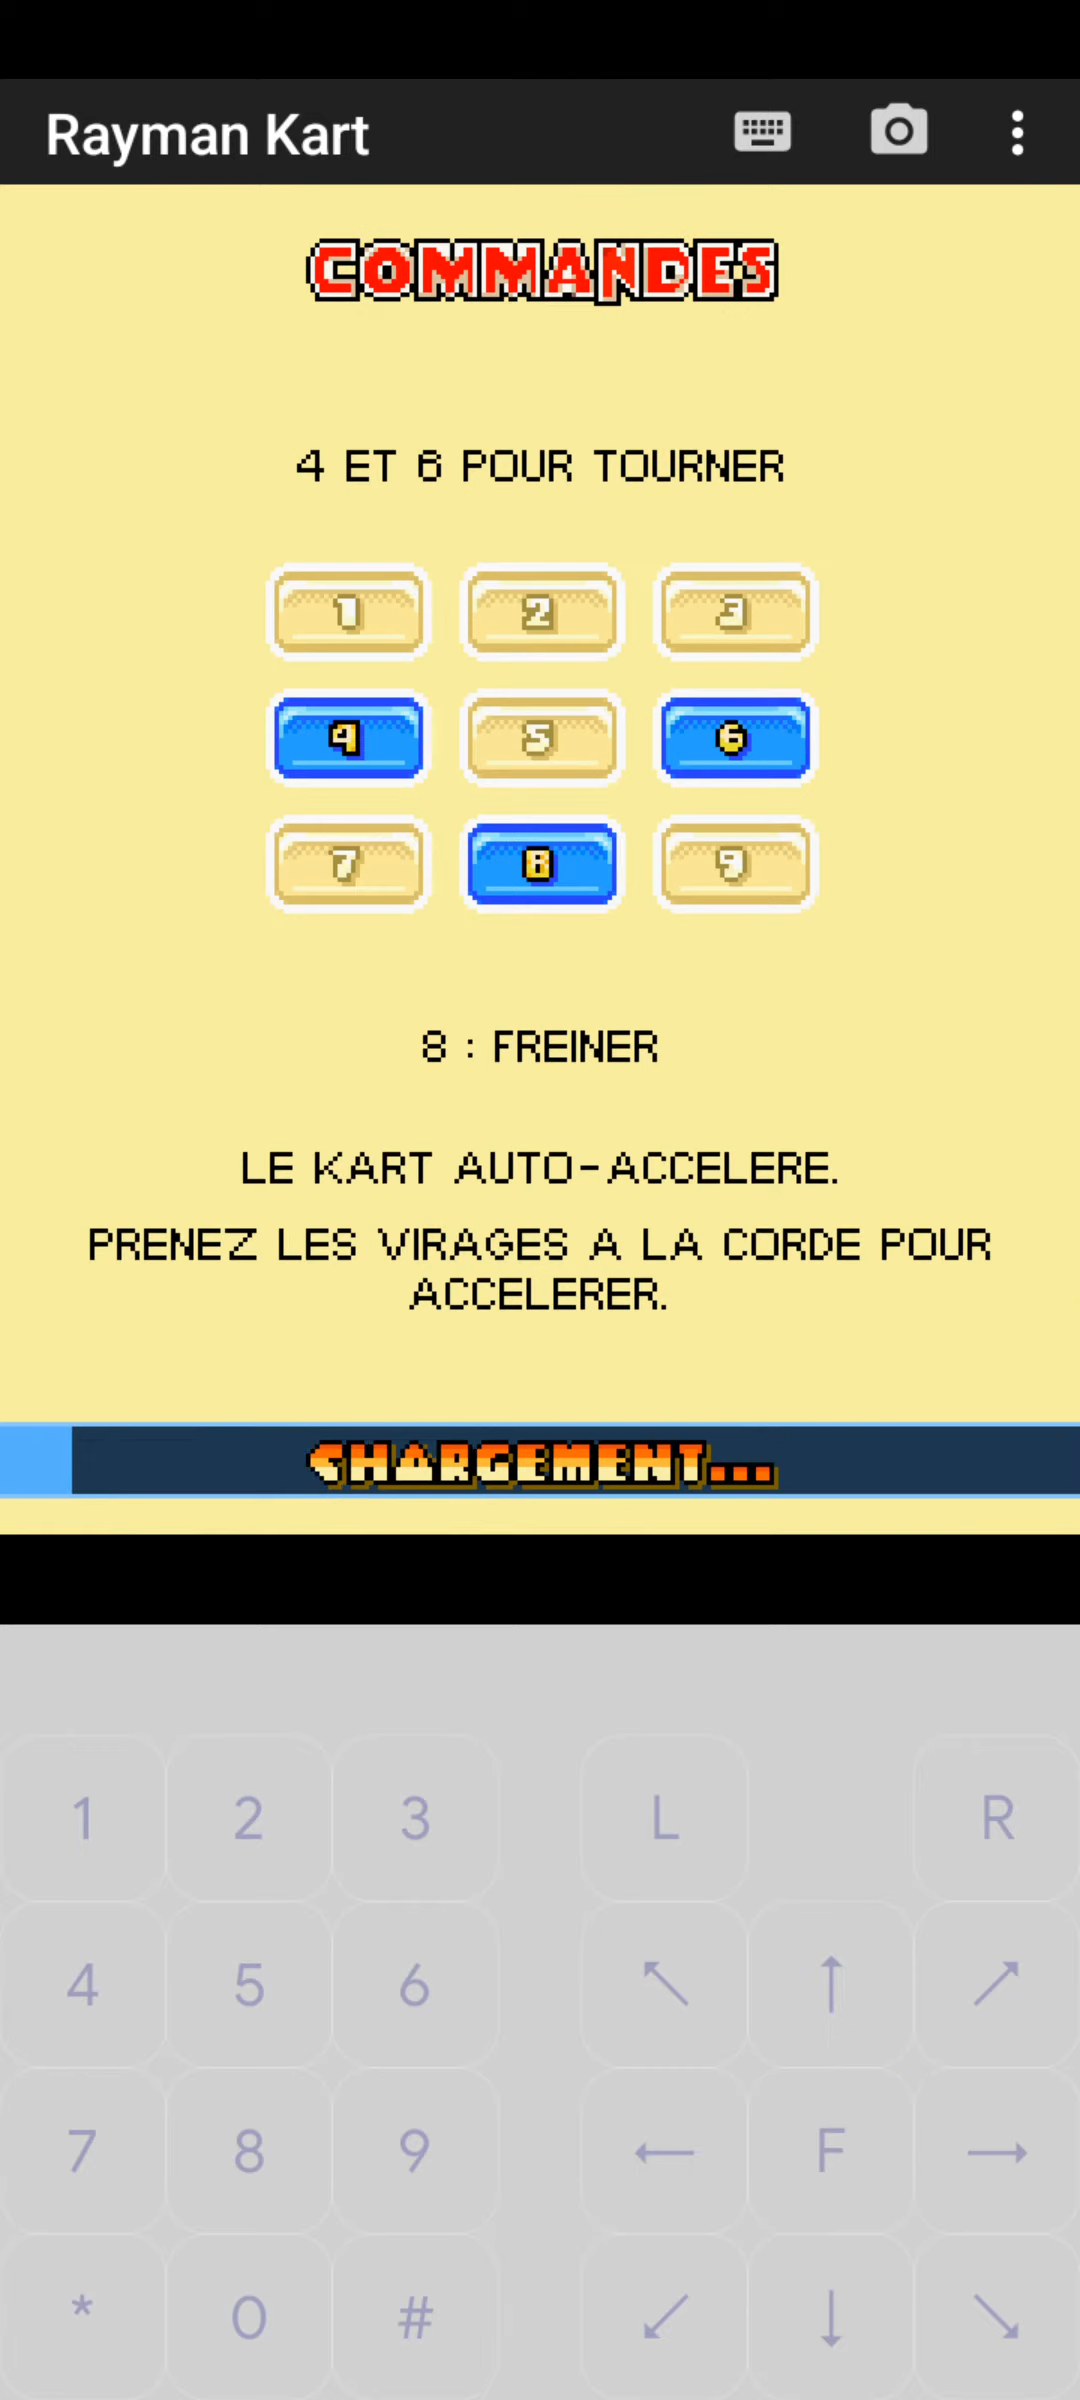 Rayman Kart
COMMANDES
4 ET 6 POUR TOURNER
1 2 3
4 5 6
7 8 9
8 : FREINER
LE KART AUTO-ACCELERE.
PRENEZ LES VIRAGES A LA CORDE POUR
ACCELERER.
CHARGEMENT...
1 2 3 L R
4 5 6 ↖ ↑ ↗
7 8 9 ← F →
* 0 # ↙ ↓ ↘